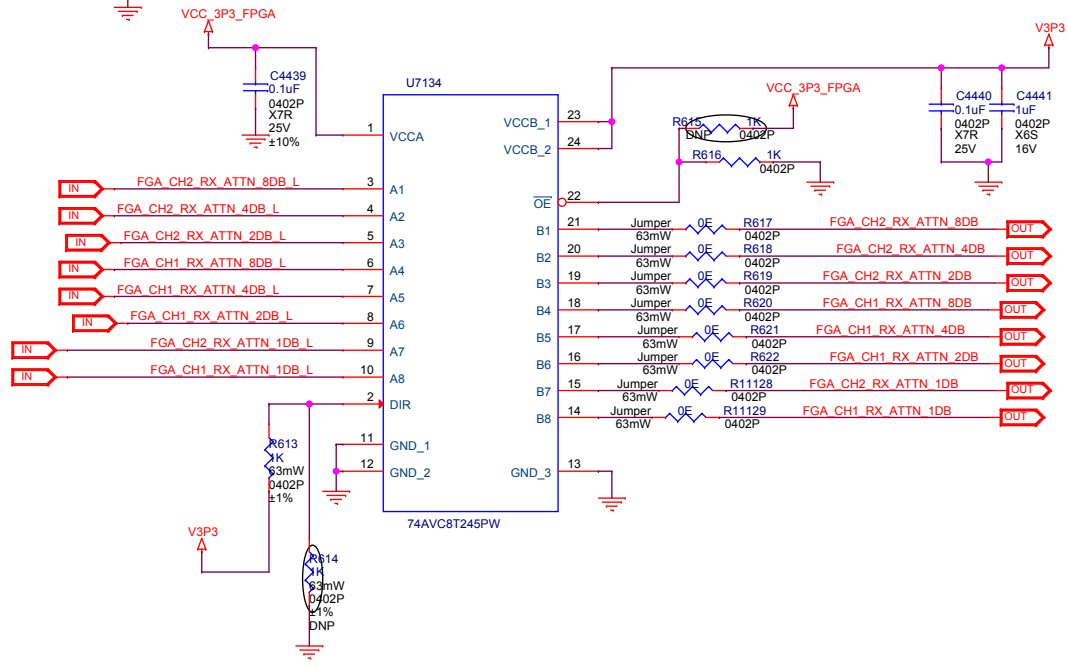 VCC_3P3_FPGA
V3P3
C4439
0.1uF
0402P
X7R
25V
±10%
U7134
VCC_3P3_FPGA
C4440
0.1uF
0402P
X7R
25V
C4441
1uF
0402P
X6S
16V
R615
1K
DNP
0402P
R616
1K
0402P
1
VCCA
VCCB_1
23
VCCB_2
24
OE
22
IN
FGA_CH2_RX_ATTN_8DB_L
3
A1
IN
FGA_CH2_RX_ATTN_4DB_L
4
A2
IN
FGA_CH2_RX_ATTN_2DB_L
5
A3
IN
FGA_CH1_RX_ATTN_8DB_L
6
A4
IN
FGA_CH1_RX_ATTN_4DB_L
7
A5
IN
FGA_CH1_RX_ATTN_2DB_L
8
A6
IN
FGA_CH2_RX_ATTN_1DB_L
9
A7
IN
FGA_CH1_RX_ATTN_1DB_L
10
A8
2
DIR
11
GND_1
12
GND_2
B1
21
Jumper
63mW
0E
R617
0402P
FGA_CH2_RX_ATTN_8DB
OUT
B2
20
Jumper
63mW
0E
R618
0402P
FGA_CH2_RX_ATTN_4DB
OUT
B3
19
Jumper
63mW
0E
R619
0402P
FGA_CH2_RX_ATTN_2DB
OUT
B4
18
Jumper
63mW
0E
R620
0402P
FGA_CH1_RX_ATTN_8DB
OUT
B5
17
Jumper
63mW
0E
R621
0402P
FGA_CH1_RX_ATTN_4DB
OUT
B6
16
Jumper
63mW
0E
R622
0402P
FGA_CH1_RX_ATTN_2DB
OUT
B7
15
Jumper
63mW
0E
R11128
0402P
FGA_CH2_RX_ATTN_1DB
OUT
B8
14
Jumper
63mW
0E
R11129
0402P
FGA_CH1_RX_ATTN_1DB
OUT
GND_3
13
R613
1K
63mW
0402P
±1%
74AVC8T245PW
V3P3
R614
1K
63mW
0402P
±1%
DNP